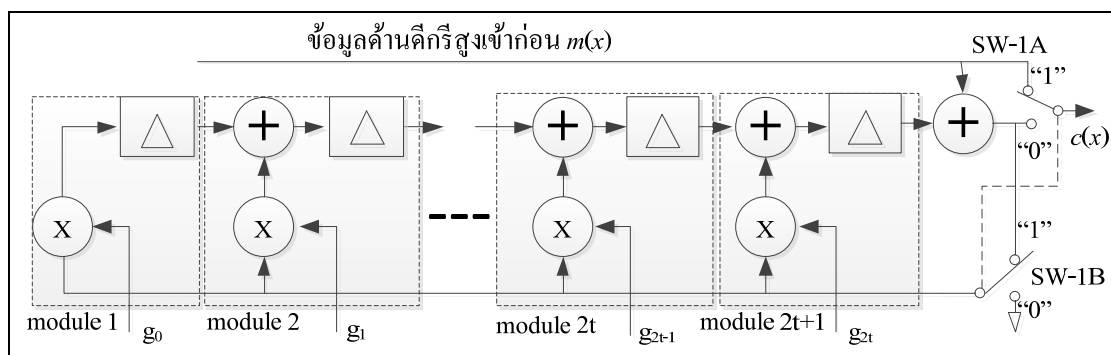 ข้อมูลด้านดีกรีสูงเข้าก่อน m(x)
SW-1A
"1"
+
+
+
+
"0"
c(x)
X
X
X
X
"1"
SW-1B
"0"
module 1
g0
module 2
g1
module 2t
g2t-1
module 2t+1
g2t